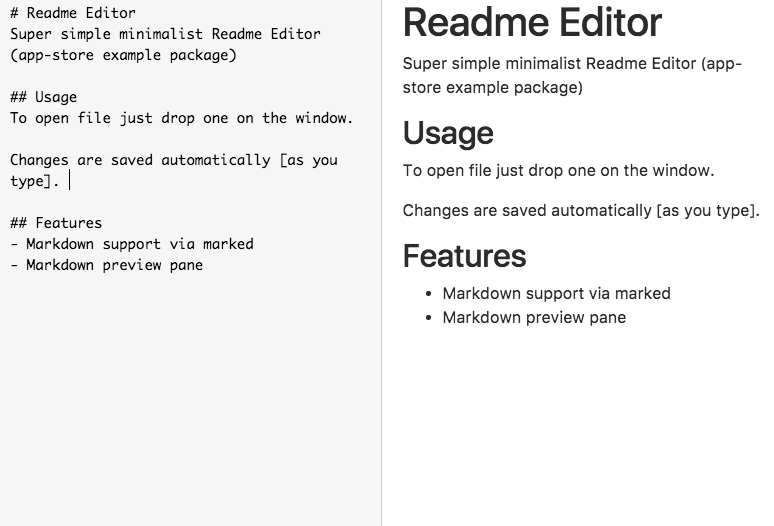 # Readme Editor
Super simple minimalist Readme Editor
(app-store example package)
## Usage
To open file just drop one on the window.
Changes are saved automatically [as you
type].
## Features
- Markdown support via marked
- Markdown preview pane
Readme Editor
Super simple minimalist Readme Editor (app-
store example package)
Usage
To open file just drop one on the window.
Changes are saved automatically [as you type].
Features
• Markdown support via marked
• Markdown preview pane